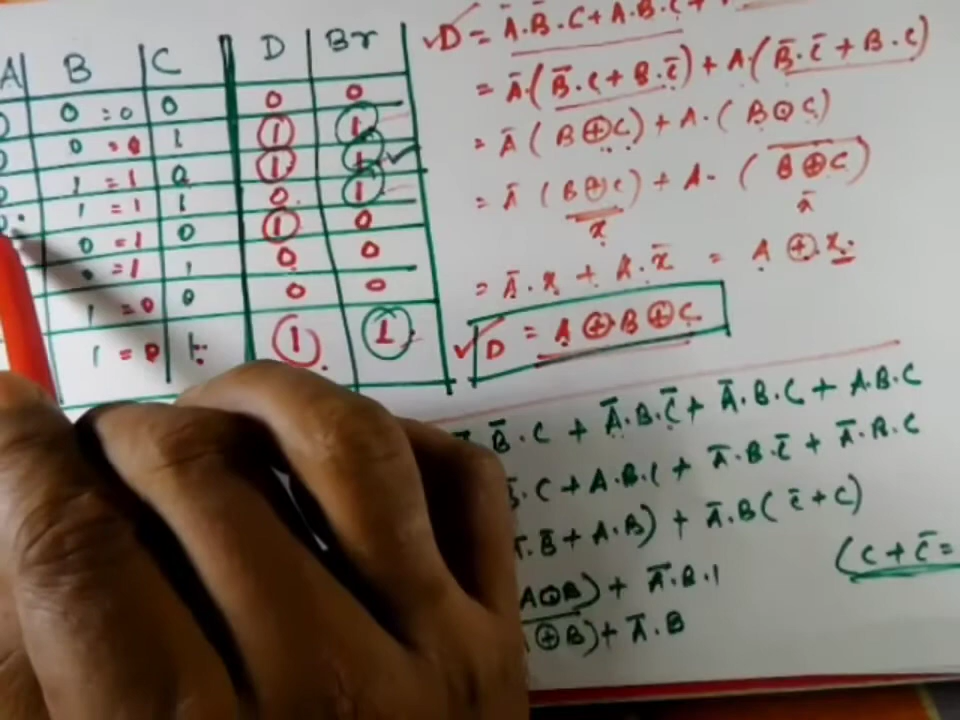 A B C D Br
0 = 0 0 0 0
0 = 0 1 1 1
1 = 1 0 1 1
1 = 1 1 0 1
0 = 1 0 1 0
0 = 1 1 0 0
1 = 0 0 0 0
1 = 0 1 1 1
D = A̅.B̅.C + A.B.C̅ +
= A̅.(B̅.C + B.C̅) + A.(B̅.C̅ + B.C)
= A̅ (B⊕C) + A.(B⊙C)
= A̅ (B⊕C) + A.(B⊕C)̅
x x̅
= A̅.x + A.x̅ = A ⊕ x.
D = A ⊕ B ⊕ C
B̅.C + A̅.B.C̅ + A̅.B.C + A.B.C
.C + A.B.C + A̅.B.C̅ + A̅.B.C
.B̅ + A.B) + A̅.B(C̅ + C)
(C + C̅ =
A⊙B) + A̅.B.1
⊕B) + A̅.B